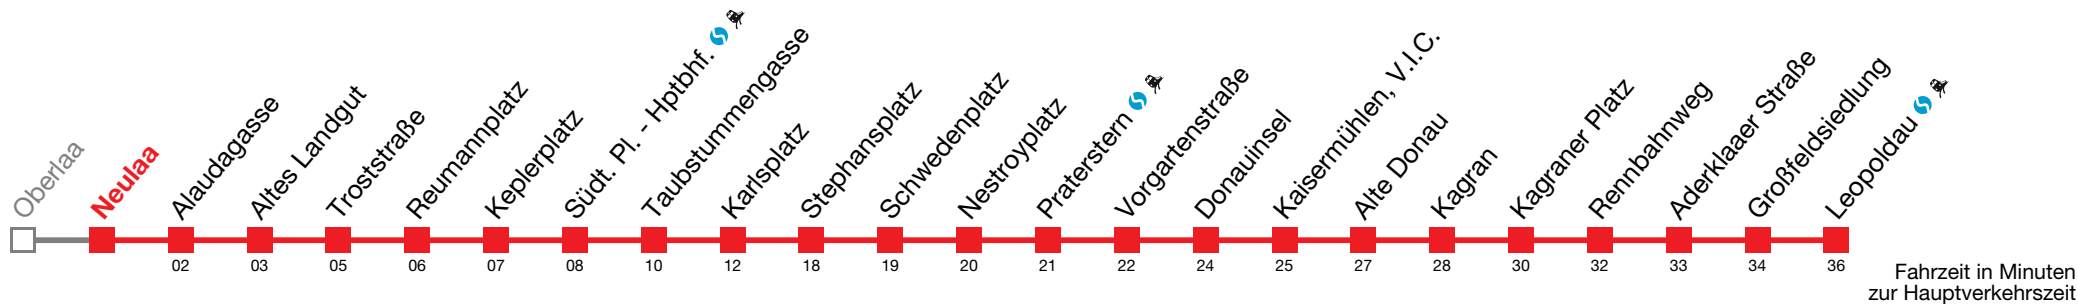 Oberlaa
Neulaa
Alaudagasse
Altes Landgut
Troststraße
Reumannplatz
Keplerplatz
Südt. Pl. - Hptbhf.
Taubstummengasse
Karlsplatz
Stephansplatz
Schwedenplatz
Nestroyplatz
Praterstern
Vorgartenstraße
Donauinsel
Kaisermühlen, V.I.C.
Alte Donau
Kagran
Kagraner Platz
Rennbahnweg
Aderklaaer Straße
Großfeldsiedlung
Leopoldau
02 03 05 06 07 08 10 12 18 19 20 21 22 24 25 27 28 30 32 33 34 36
Fahrzeit in Minuten
zur Hauptverkehrszeit